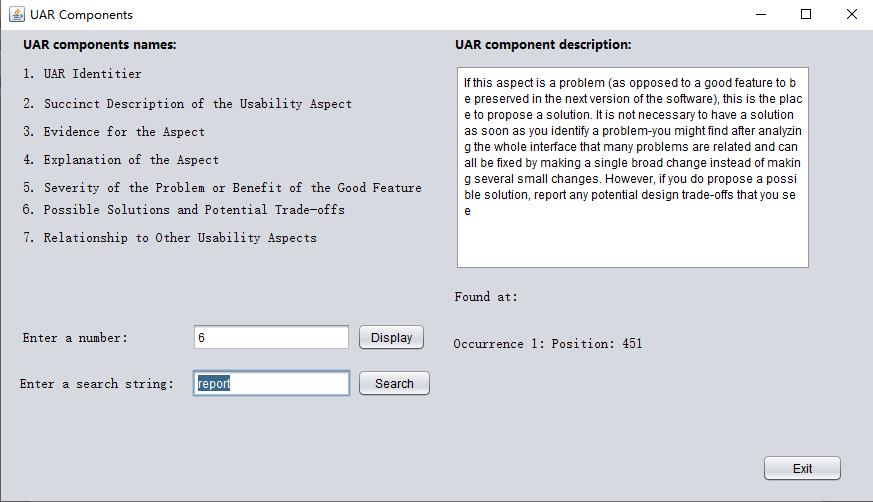 UAR Components
UAR components names:
1. UAR Identitier
2. Succinct Description of the Usability Aspect
3. Evidence for the Aspect
4. Explanation of the Aspect
5. Severity of the Problem or Benefit of the Good Feature
6. Possible Solutions and Potential Trade-offs
7. Relationship to Other Usability Aspects
Enter a number:
6
Display
Enter a search string:
report
Search
UAR component description:
If this aspect is a problem (as opposed to a good feature to b
e preserved in the next version of the software), this is the plac
e to propose a solution. It is not necessary to have a solution
as soon as you identify a problem-you might find after analyzin
g the whole interface that many problems are related and can
all be fixed by making a single broad change instead of makin
g several small changes. However, if you do propose a possi
ble solution, report any potential design trade-offs that you se
e
Found at:
Occurrence 1: Position: 451
Exit